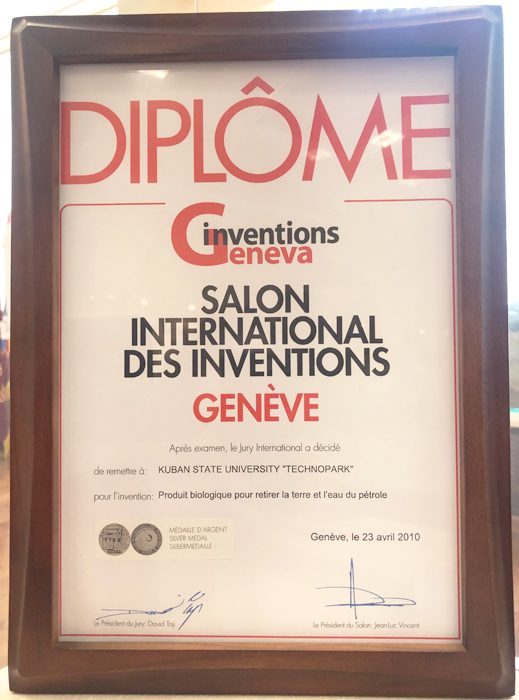 DIPLÔME
inventions
Geneva
SALON
INTERNATIONAL
DES INVENTIONS
GENÈVE
Après examen, le Jury International a décidé
de remettre à: KUBAN STATE UNIVERSITY "TECHNOPARK"
pour l'invention: Produit biologique pour retirer la terre et l'eau du pétrole
MÉDAILLE D'ARGENT
SILVER MEDAL
SILBERMEDAILLE -
Genève, le 23 avril 2010
Le Président du Jury: David Taji
Le Président du Salon: Jean-Luc Vincent